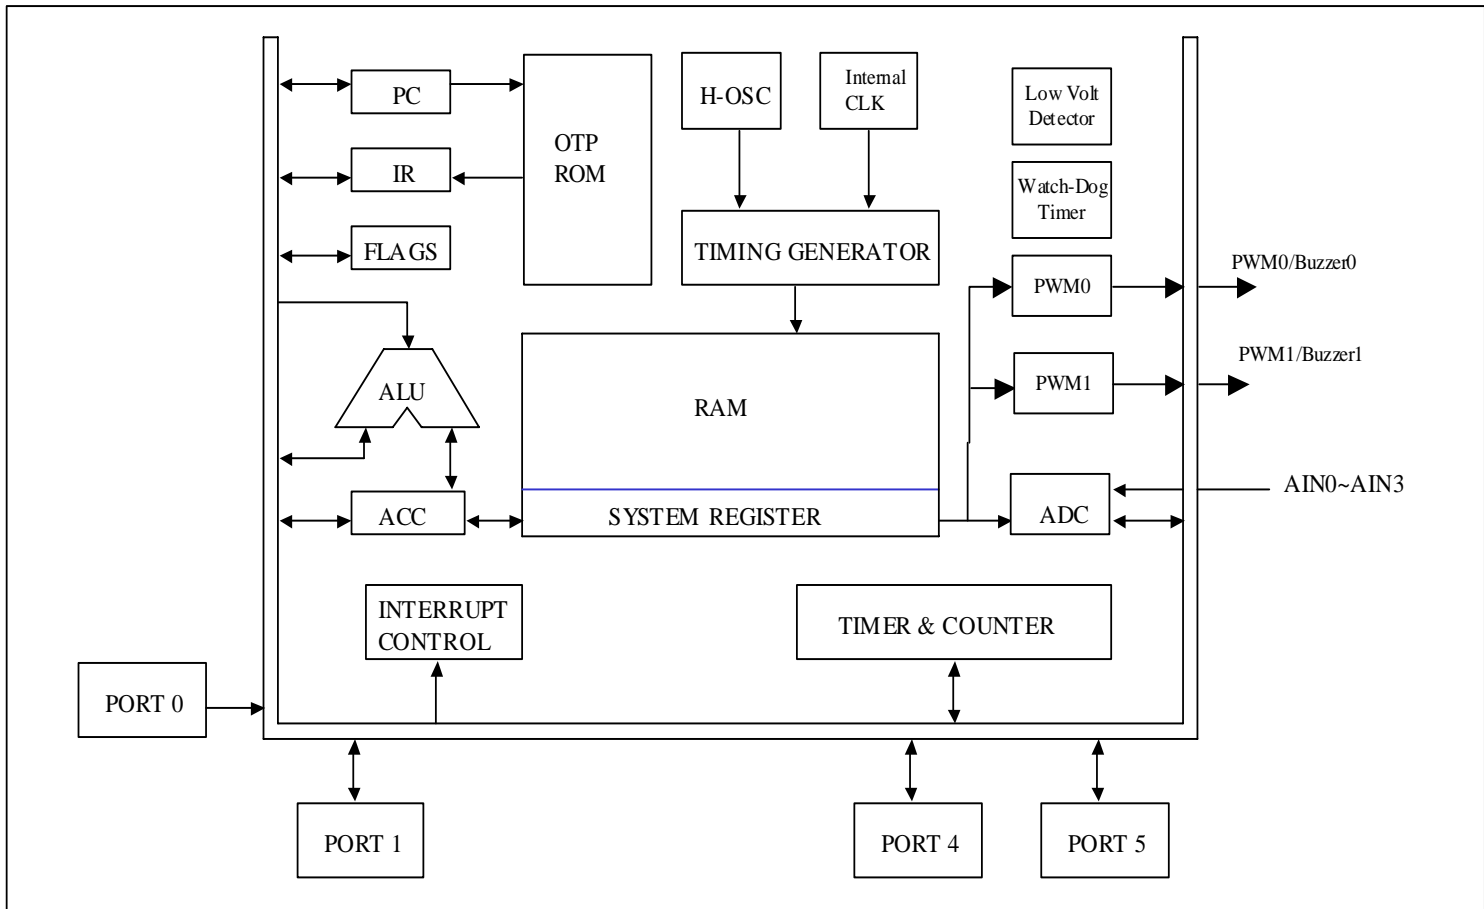 PC
IR
FLAGS
OTP
ROM
H-OSC
Internal
CLK
TIMING GENERATOR
Low Volt
Detector
Watch-Dog
Timer
PWM0
PWM0/Buzzer0
PWM1
PWM1/Buzzer1
ALU
RAM
ACC
SYSTEM REGISTER
ADC
AIN0~AIN3
INTERRUPT
CONTROL
TIMER & COUNTER
PORT 0
PORT 1
PORT 4
PORT 5